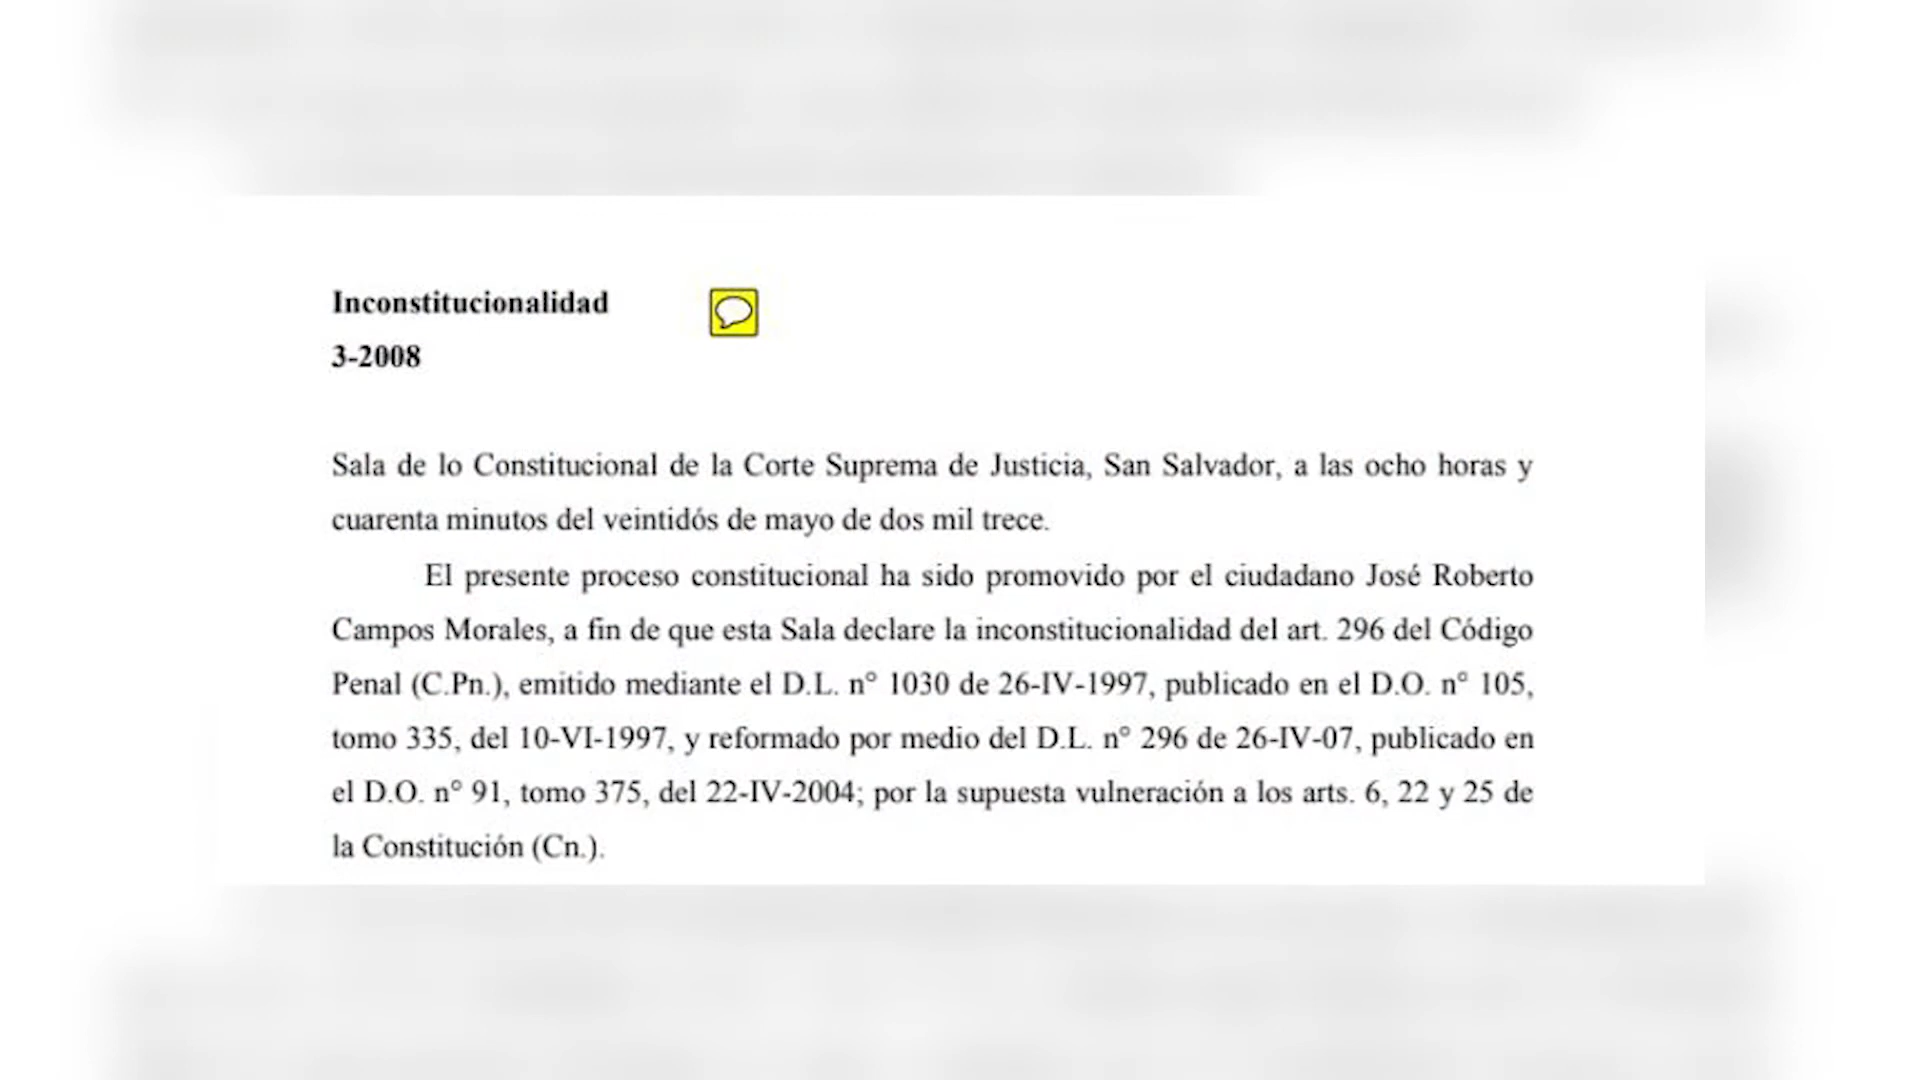 Inconstitucionalidad
3-2008
Sala de lo Constitucional de la Corte Suprema de Justicia, San Salvador, a las ocho horas y
cuarenta minutos del veintidós de mayo de dos mil trece.
El presente proceso constitucional ha sido promovido por el ciudadano José Roberto
Campos Morales, a fin de que esta Sala declare la inconstitucionalidad del art. 296 del Código
Penal (C.Pn.), emitido mediante el D.L. n° 1030 de 26-IV-1997, publicado en el D.O. n° 105,
tomo 335, del 10-VI-1997, y reformado por medio del D.L. n° 296 de 26-IV-07, publicado en
el D.O. n° 91, tomo 375, del 22-IV-2004; por la supuesta vulneración a los arts. 6, 22 y 25 de
la Constitución (Cn.).